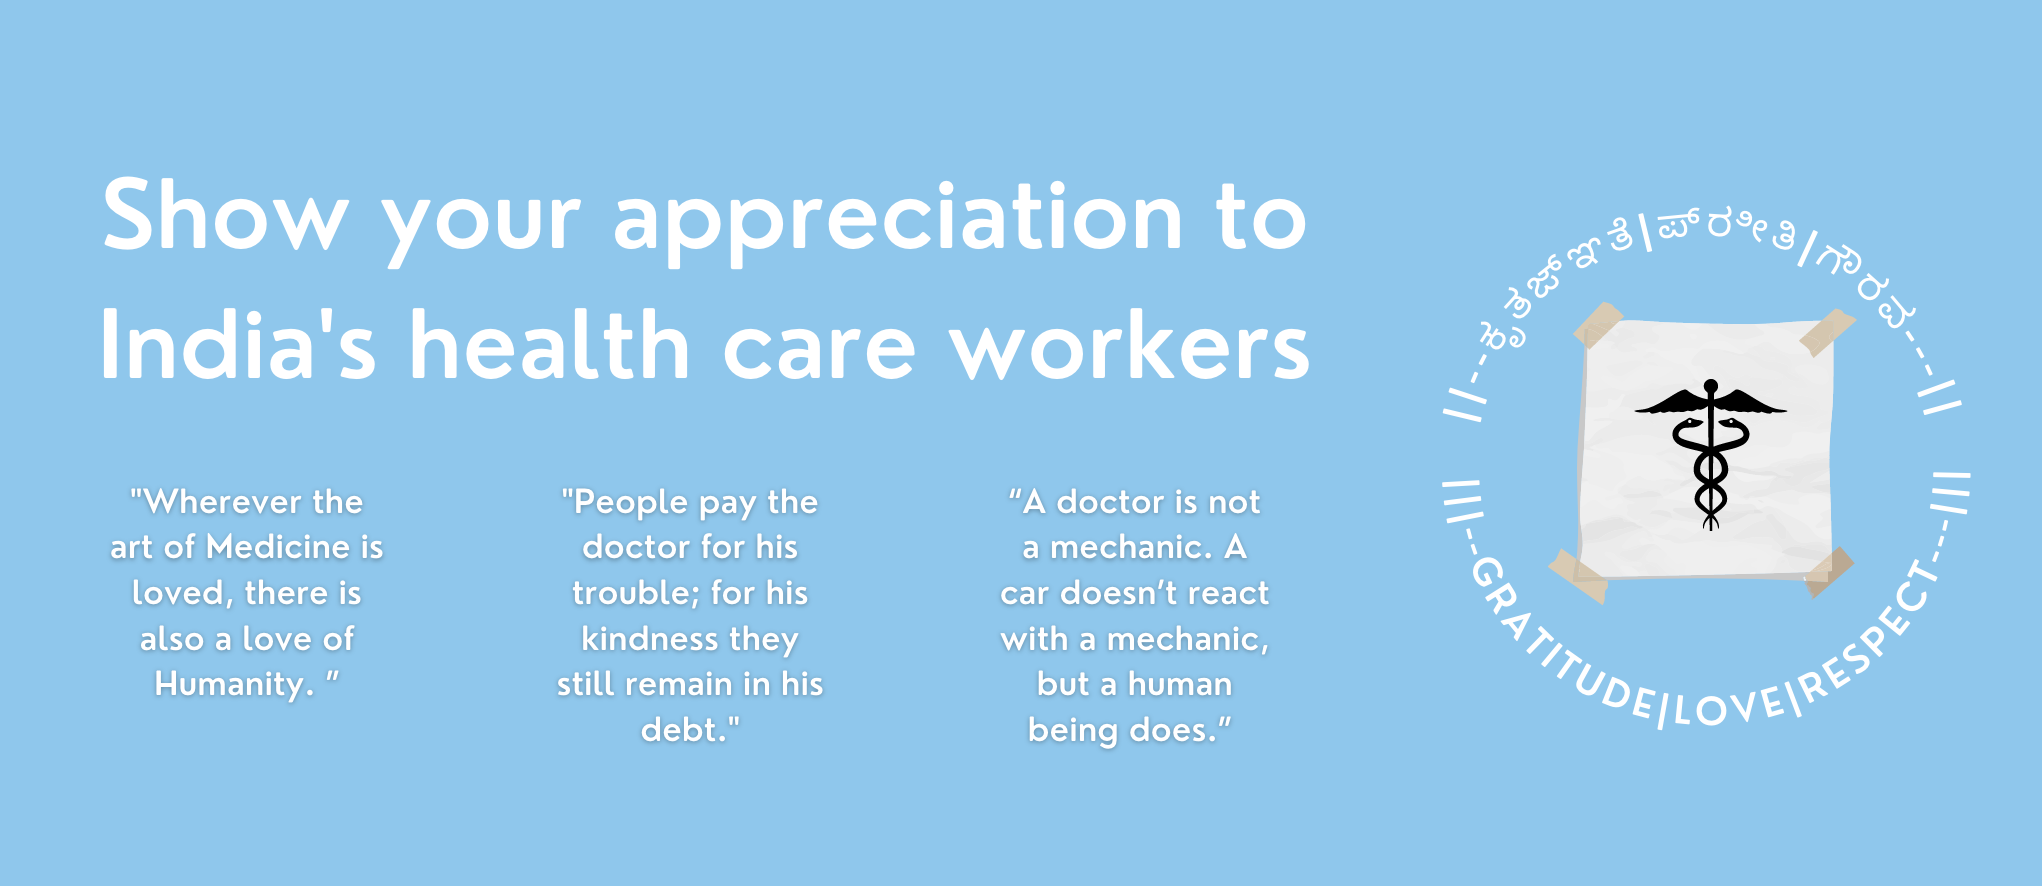 Show your appreciation to
India's health care workers
"Wherever the
art of Medicine is
loved, there is
also a love of
Humanity. ”
"People pay the
doctor for his
trouble; for his
kindness they
still remain in his
debt."
“A doctor is not
a mechanic. A
car doesn’t react
with a mechanic,
but a human
being does.”
||---ಕೃತಜ್ಞತೆ|ಪ್ರೀತಿ|ಗೌರವ----||
|||---GRATITUDE|LOVE|RESPECT---|||